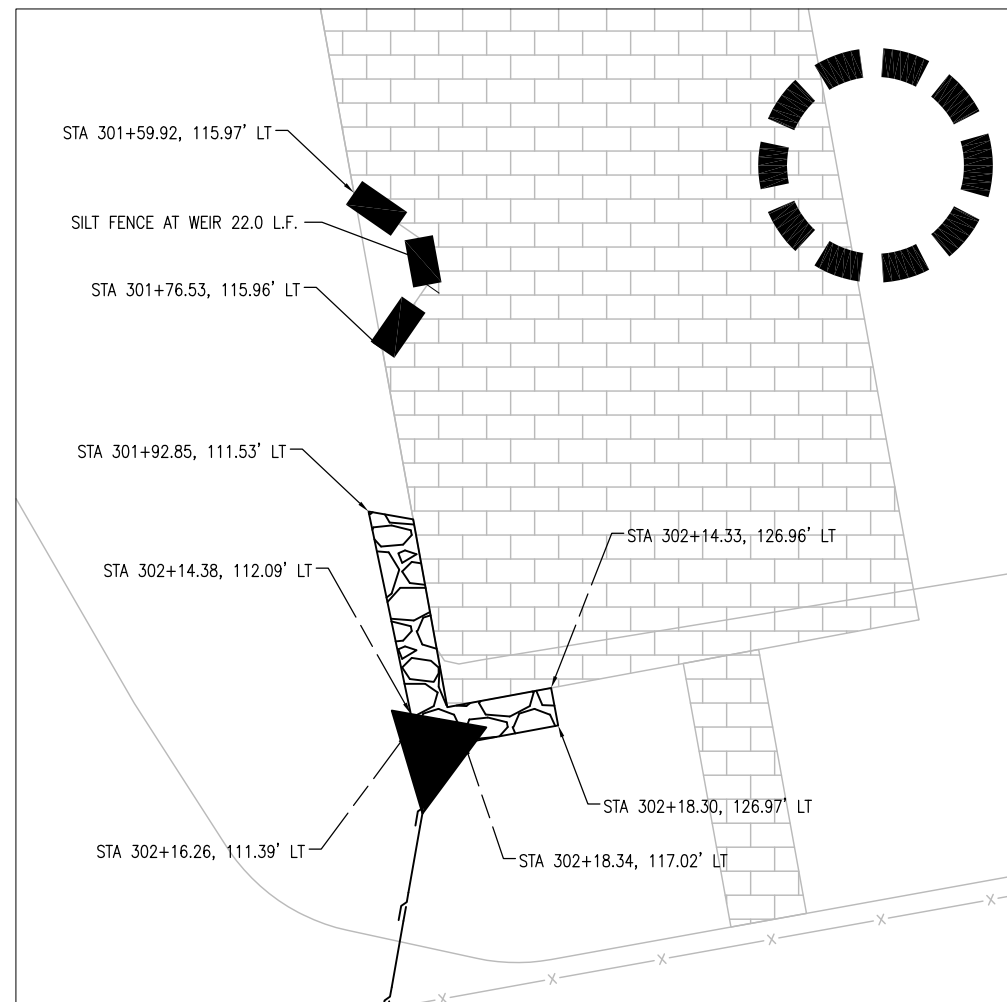 STA 301+59.92, 115.97' LT
SILT FENCE AT WEIR 22.0 L.F.
STA 301+76.53, 115.96' LT
STA 301+92.85, 111.53' LT
STA 302+14.33, 126.96' LT
STA 302+14.38, 112.09' LT
STA 302+18.30, 126.97' LT
STA 302+16.26, 111.39' LT
STA 302+18.34, 117.02' LT
X X X X X X